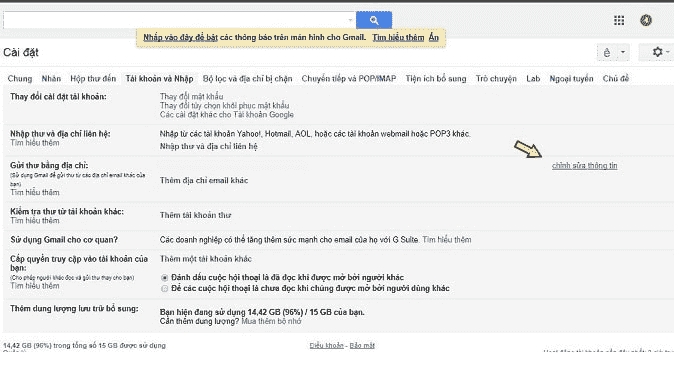 Nhấp vào đây để bật các thông báo trên màn hình cho Gmail. Tìm hiểu thêm Ẩn
Cài đặt
Chung Nhãn Hộp thư đến Tài khoản và Nhập Bộ lọc và địa chỉ bị chặn Chuyển tiếp và POP/IMAP Tiện ích bổ sung Trò chuyện Lab Ngoại tuyến Chủ đề
Thay đổi cài đặt tài khoản:
Thay đổi mật khẩu
Thay đổi tùy chọn khôi phục mật khẩu
Các cài đặt khác cho Tài khoản Google
Nhập thư và địa chỉ liên hệ:
Tìm hiểu thêm
Nhập từ các tài khoản Yahoo!, Hotmail, AOL, hoặc các tài khoản webmail hoặc POP3 khác.
Nhập thư và địa chỉ liên hệ
Gửi thư bằng địa chỉ:
(Sử dụng Gmail để gửi thư từ các địa chỉ email khác của
bạn)
Tìm hiểu thêm
Thêm địa chỉ email khác
chỉnh sửa thông tin
Kiểm tra thư từ tài khoản khác:
Tìm hiểu thêm
Thêm tài khoản thư
Sử dụng Gmail cho cơ quan?
Các doanh nghiệp có thể tăng thêm sức mạnh cho email của họ với G Suite. Tìm hiểu thêm
Cấp quyền truy cập vào tài khoản của
bạn:
(Cho phép người khác đọc và gửi thư thay cho bạn)
Tìm hiểu thêm
Thêm một tài khoản khác
Đánh dấu cuộc hội thoại là đã đọc khi được mở bởi người khác
Để các cuộc hội thoại là chưa đọc khi chúng được mở bởi người dùng khác
Thêm dung lượng lưu trữ bổ sung:
Bạn hiện đang sử dụng 14,42 GB (96%) / 15 GB của bạn.
Cần thêm dung lượng? Mua thêm bộ nhớ
14,42 GB (96%) trong tổng số 15 GB được sử dụng
Điều khoản - Bảo mật